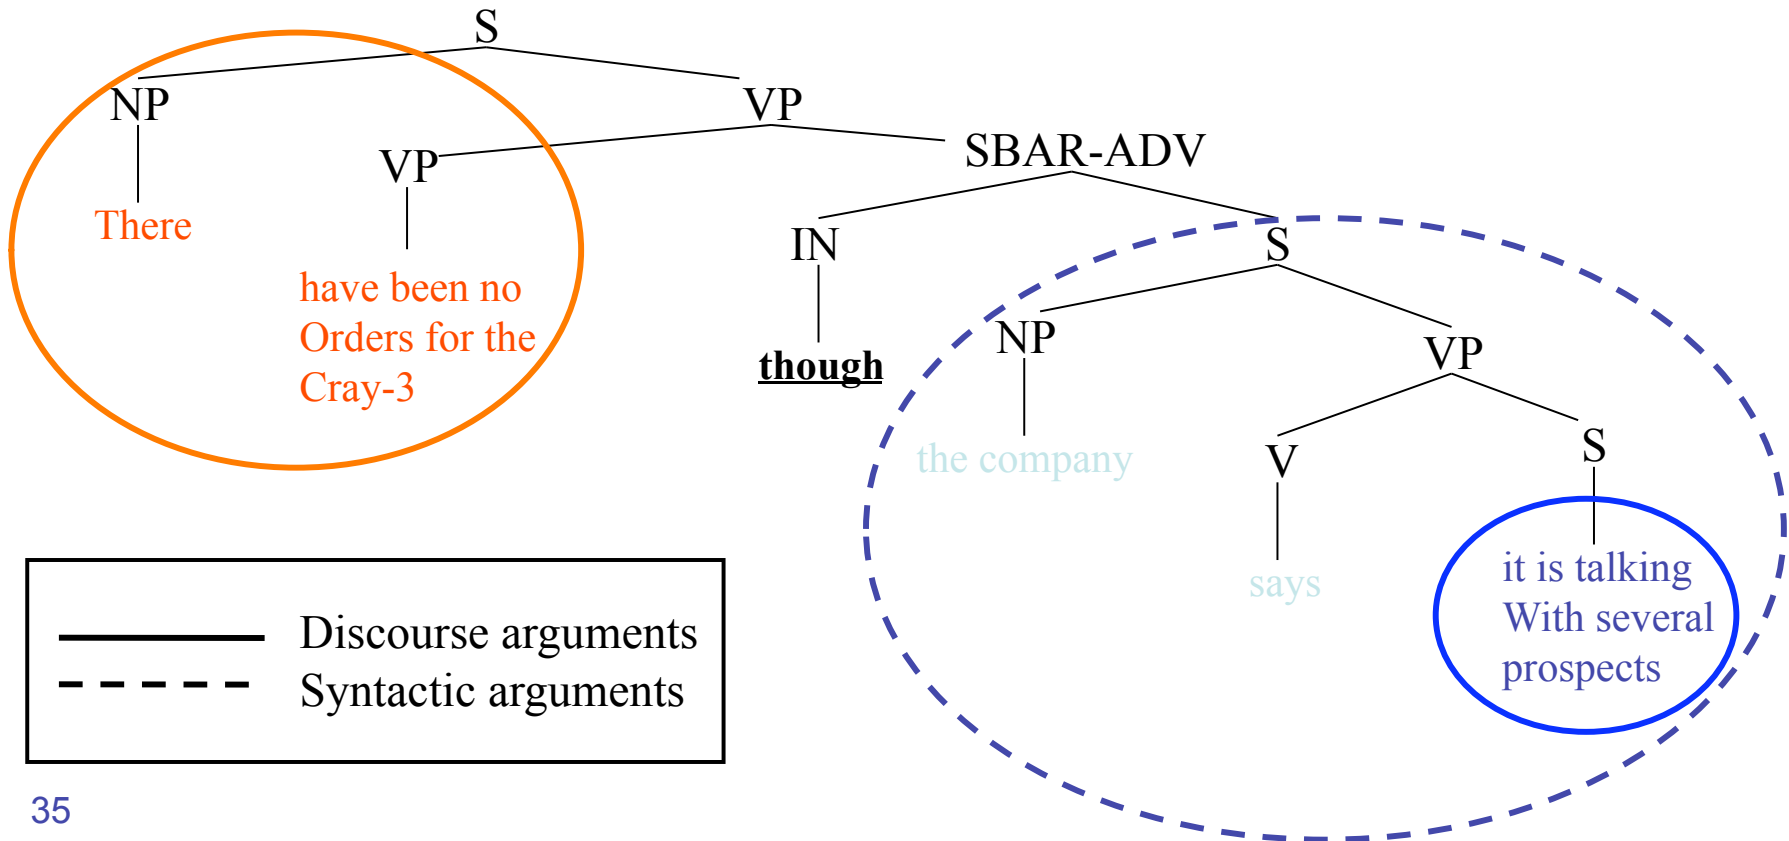 S
NP
VP
VP
SBAR-ADV
There
IN
S
have been no
Orders for the
Cray-3
though
NP
VP
the company
V
S
says
it is talking
With several
prospects
Discourse arguments
Syntactic arguments
35